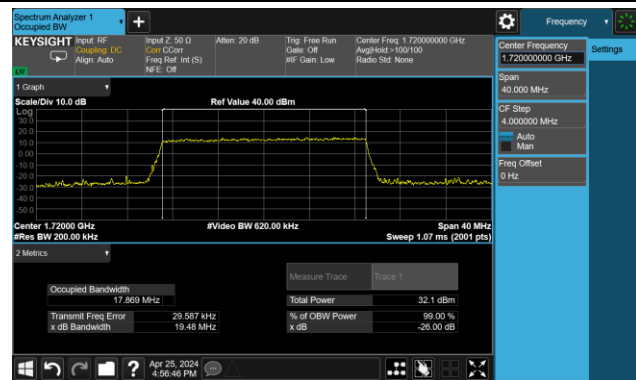 Spectrum Analyzer 1
Occupied BW
Frequency
KEYSIGHT
Input: RF
Coupling: DC
Align: Auto
Input Z: 50 Ω
Corr CCorr
Freq Ref: Int (S)
NFE: Off
Atten: 20 dB
Trig: Free Run
Gate: Off
#IF Gain: Low
Center Freq: 1.720000000 GHz
Avg|Hold:>100/100
Radio Std: None
LV
Center Frequency
1.720000000 GHz
Settings
Span
40.000 MHz
CF Step
4.000000 MHz
Auto
Man
Freq Offset
0 Hz
1 Graph
Scale/Div 10.0 dB
Ref Value 40.00 dBm
Log
30.0
20.0
10.0
0.00
-10.0
-20.0
-30.0
-40.0
-50.0
Center 1.72000 GHz
#Video BW 620.00 kHz
Span 40 MHz
#Res BW 200.00 kHz
Sweep 1.07 ms (2001 pts)
2 Metrics
Measure Trace
Trace 1
Occupied Bandwidth
17.869 MHz
Total Power
32.1 dBm
Transmit Freq Error
29.587 kHz
% of OBW Power
99.00 %
x dB Bandwidth
19.48 MHz
x dB
-26.00 dB
Apr 25, 2024
4:56:46 PM